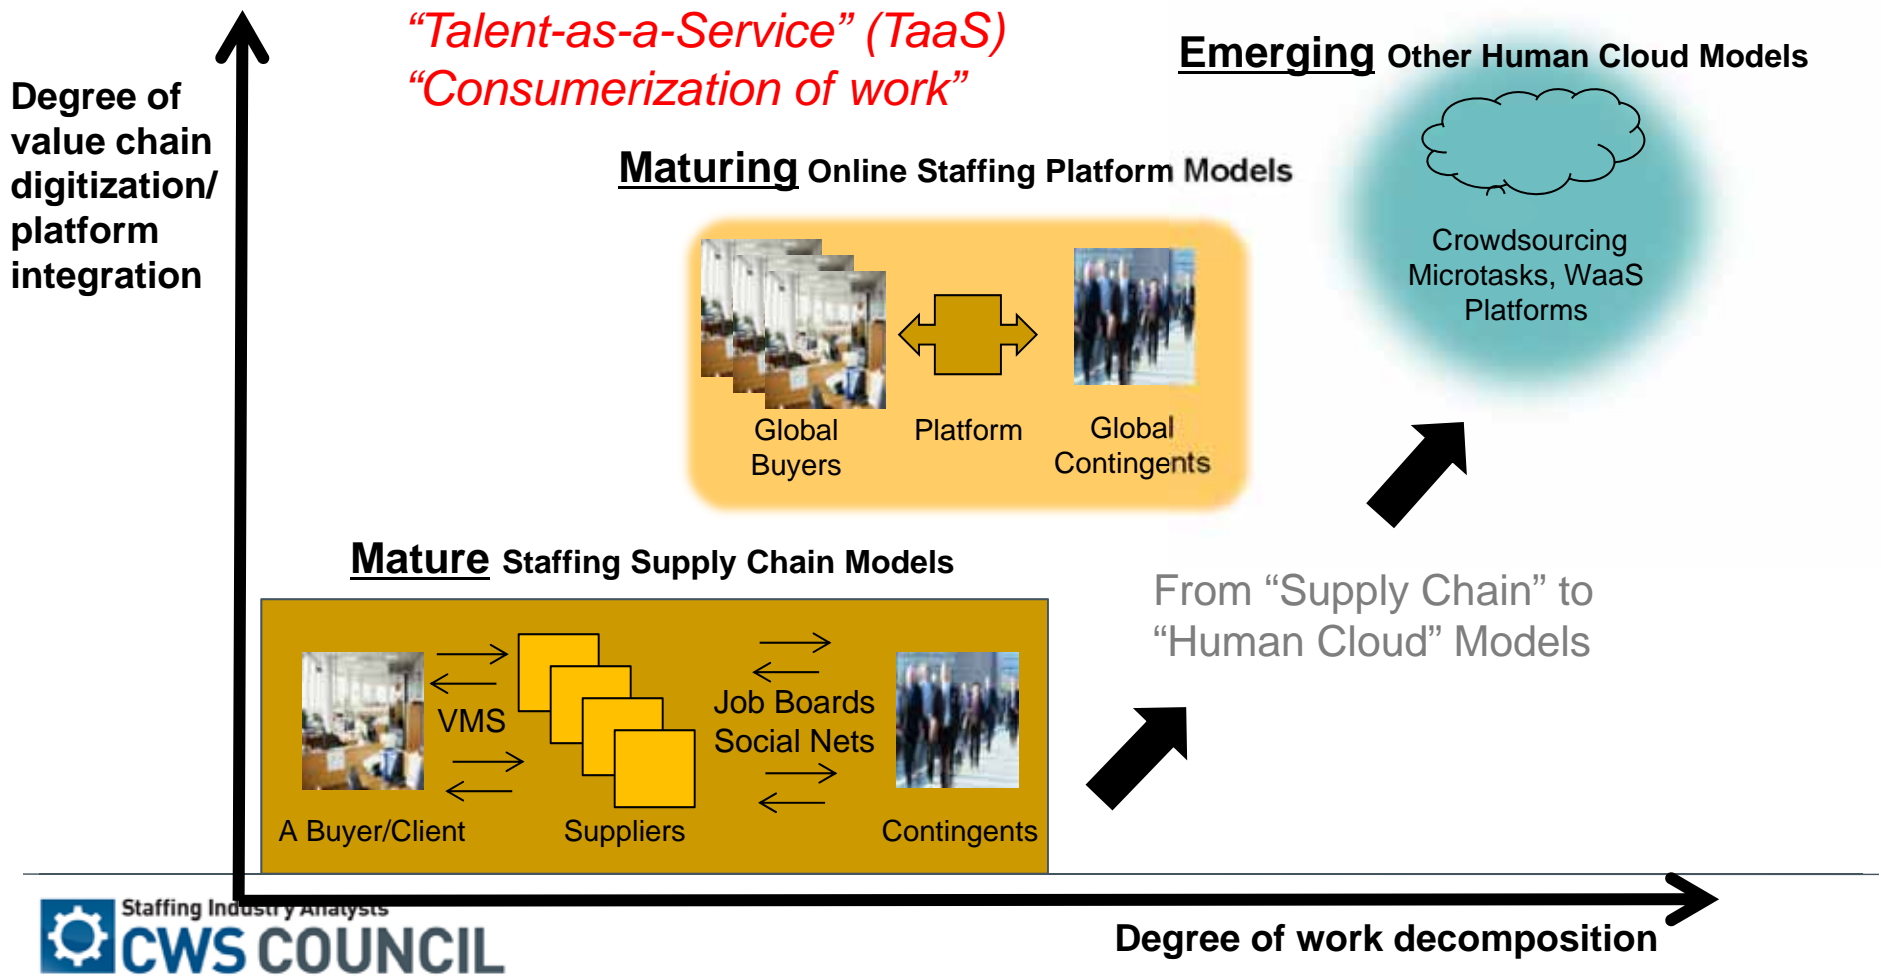 “Talent-as-a-Service” (TaaS)
“Consumerization of work”
Emerging Other Human Cloud Models
Degree of
value chain
digitization/
platform
integration
Maturing Online Staffing Platform Models
Crowdsourcing
Microtasks, WaaS
Platforms
Global
Buyers
Platform
Global
Contingents
Mature Staffing Supply Chain Models
From “Supply Chain” to
“Human Cloud” Models
VMS
Job Boards
Social Nets
A Buyer/Client
Suppliers
Contingents
Staffing Industry Analysts
CWS COUNCIL
Degree of work decomposition